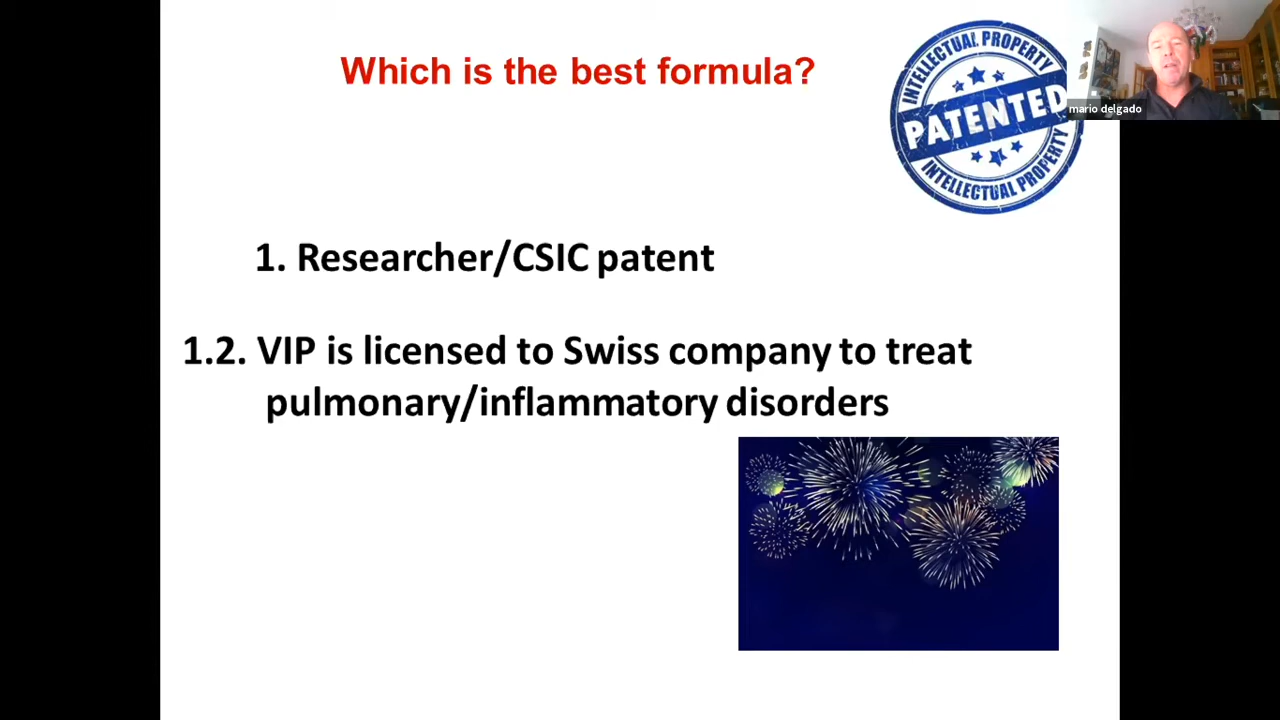 Which is the best formula?
INTELLECTUAL PROPERTY
PATENTED
INTELLECTUAL PROPERTY
mario delgado
1. Researcher/CSIC patent
1.2. VIP is licensed to Swiss company to treat
pulmonary/inflammatory disorders